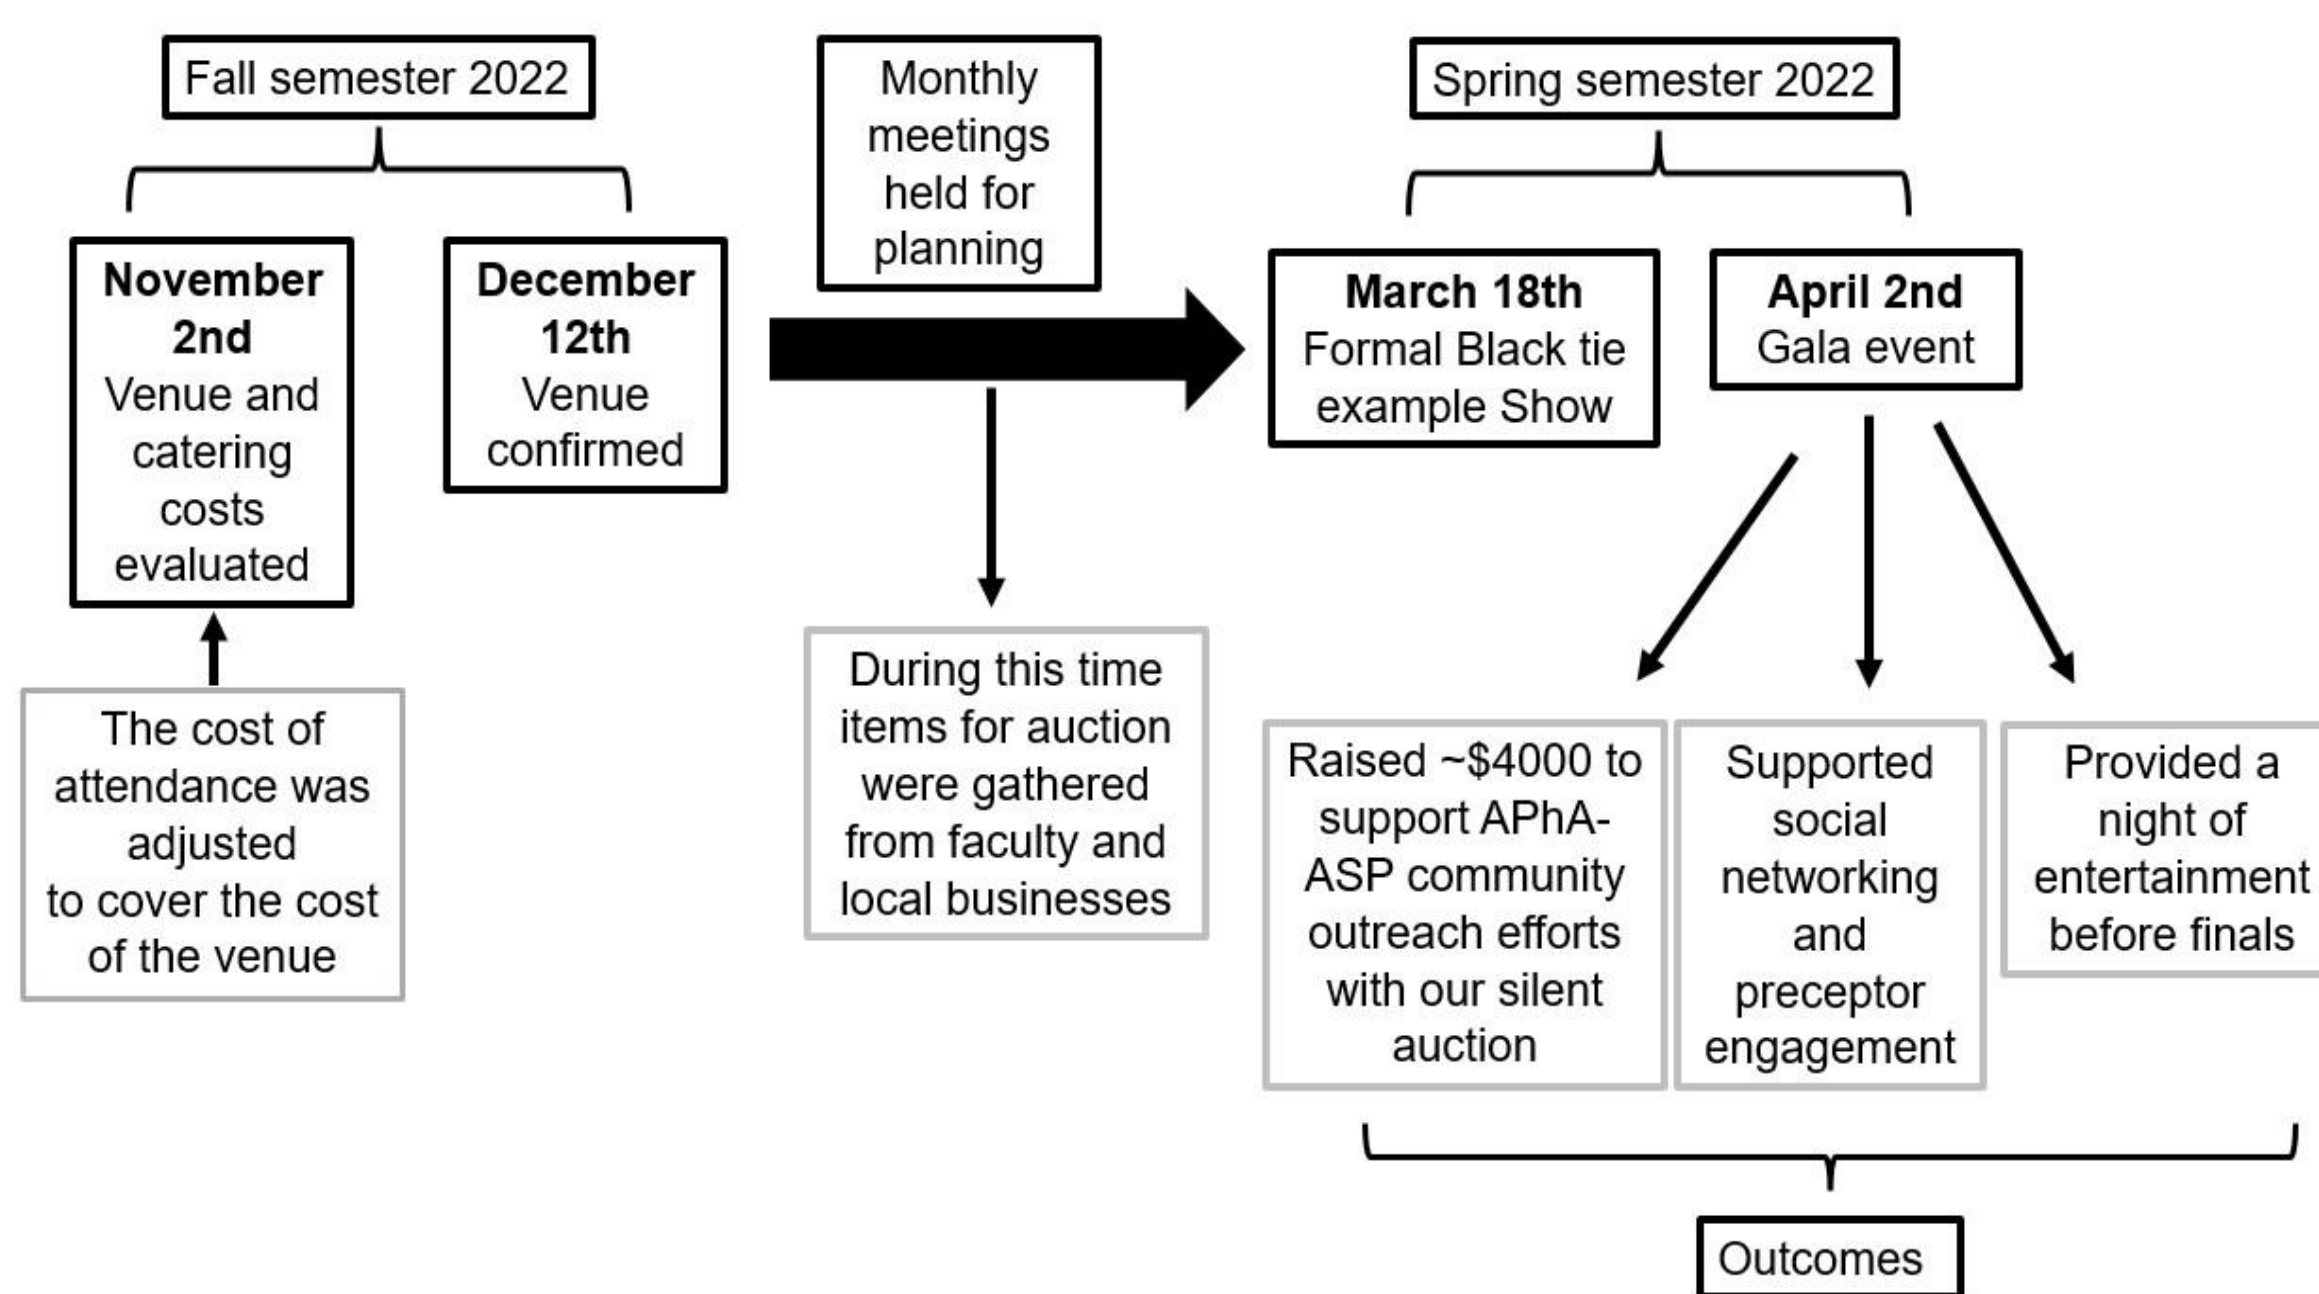 Fall semester 2022
November
2nd
Venue and
catering
costs
evaluated
December
12th
Venue
confirmed
The cost of
attendance was
adjusted
to cover the cost
of the venue
Monthly
meetings
held for
planning
During this time
items for auction
were gathered
from faculty and
local businesses
Spring semester 2022
March 18th
Formal Black tie
example Show
April 2nd
Gala event
Raised ~$4000 to
support APhA-
ASP community
outreach efforts
with our silent
auction
Supported
social
networking
and
preceptor
engagement
Provided a
night of
entertainment
before finals
Outcomes